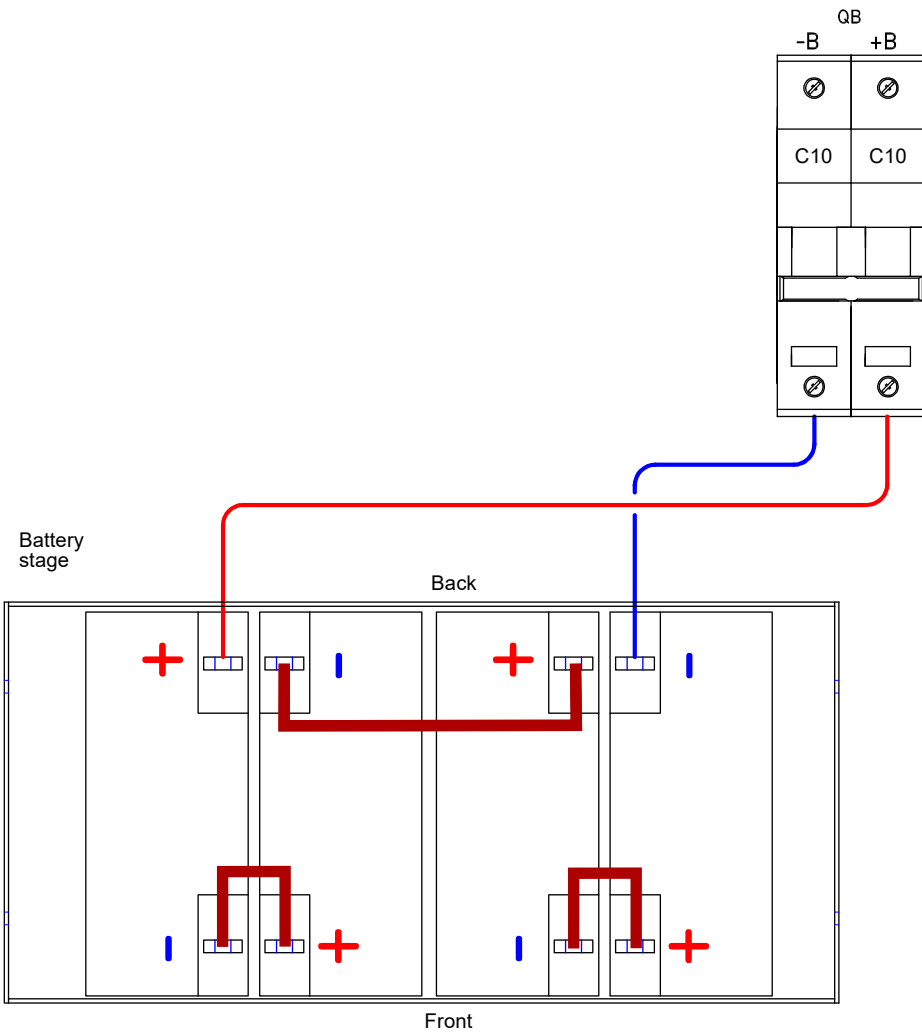 QB
-B +B
C10 C10
Battery
stage
Back
+ - + -
- + - +
Front